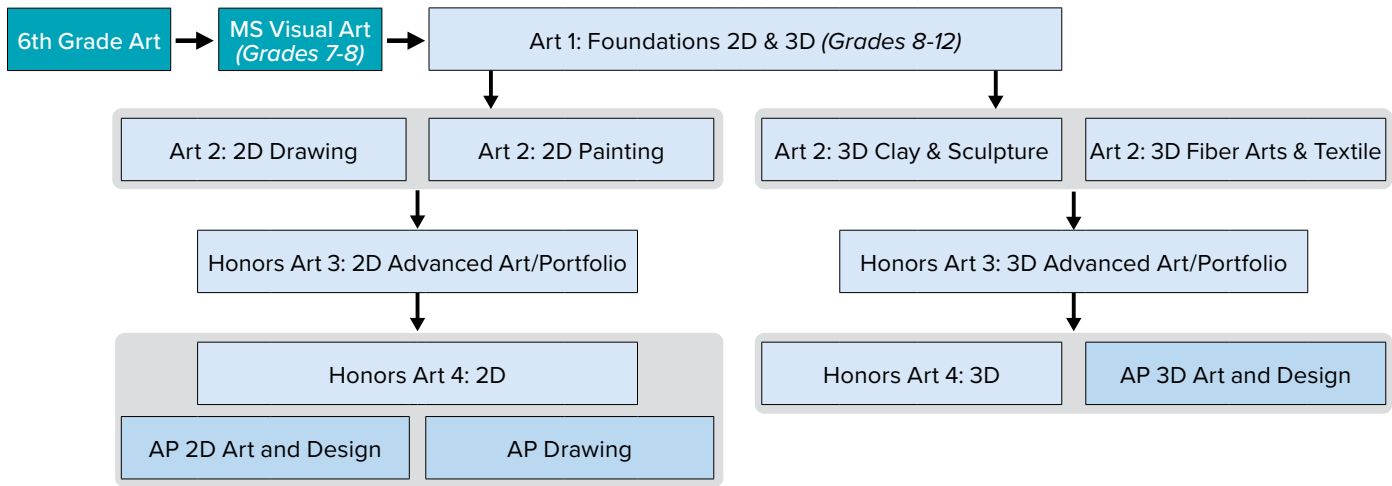 6th Grade Art
MS Visual Art
(Grades 7-8)
Art 1: Foundations 2D & 3D (Grades 8-12)
Art 2: 2D Drawing
Art 2: 2D Painting
Art 2: 3D Clay & Sculpture
Art 2: 3D Fiber Arts & Textile
Honors Art 3: 2D Advanced Art/Portfolio
Honors Art 3: 3D Advanced Art/Portfolio
Honors Art 4: 2D
Honors Art 4: 3D
AP 3D Art and Design
AP 2D Art and Design
AP Drawing